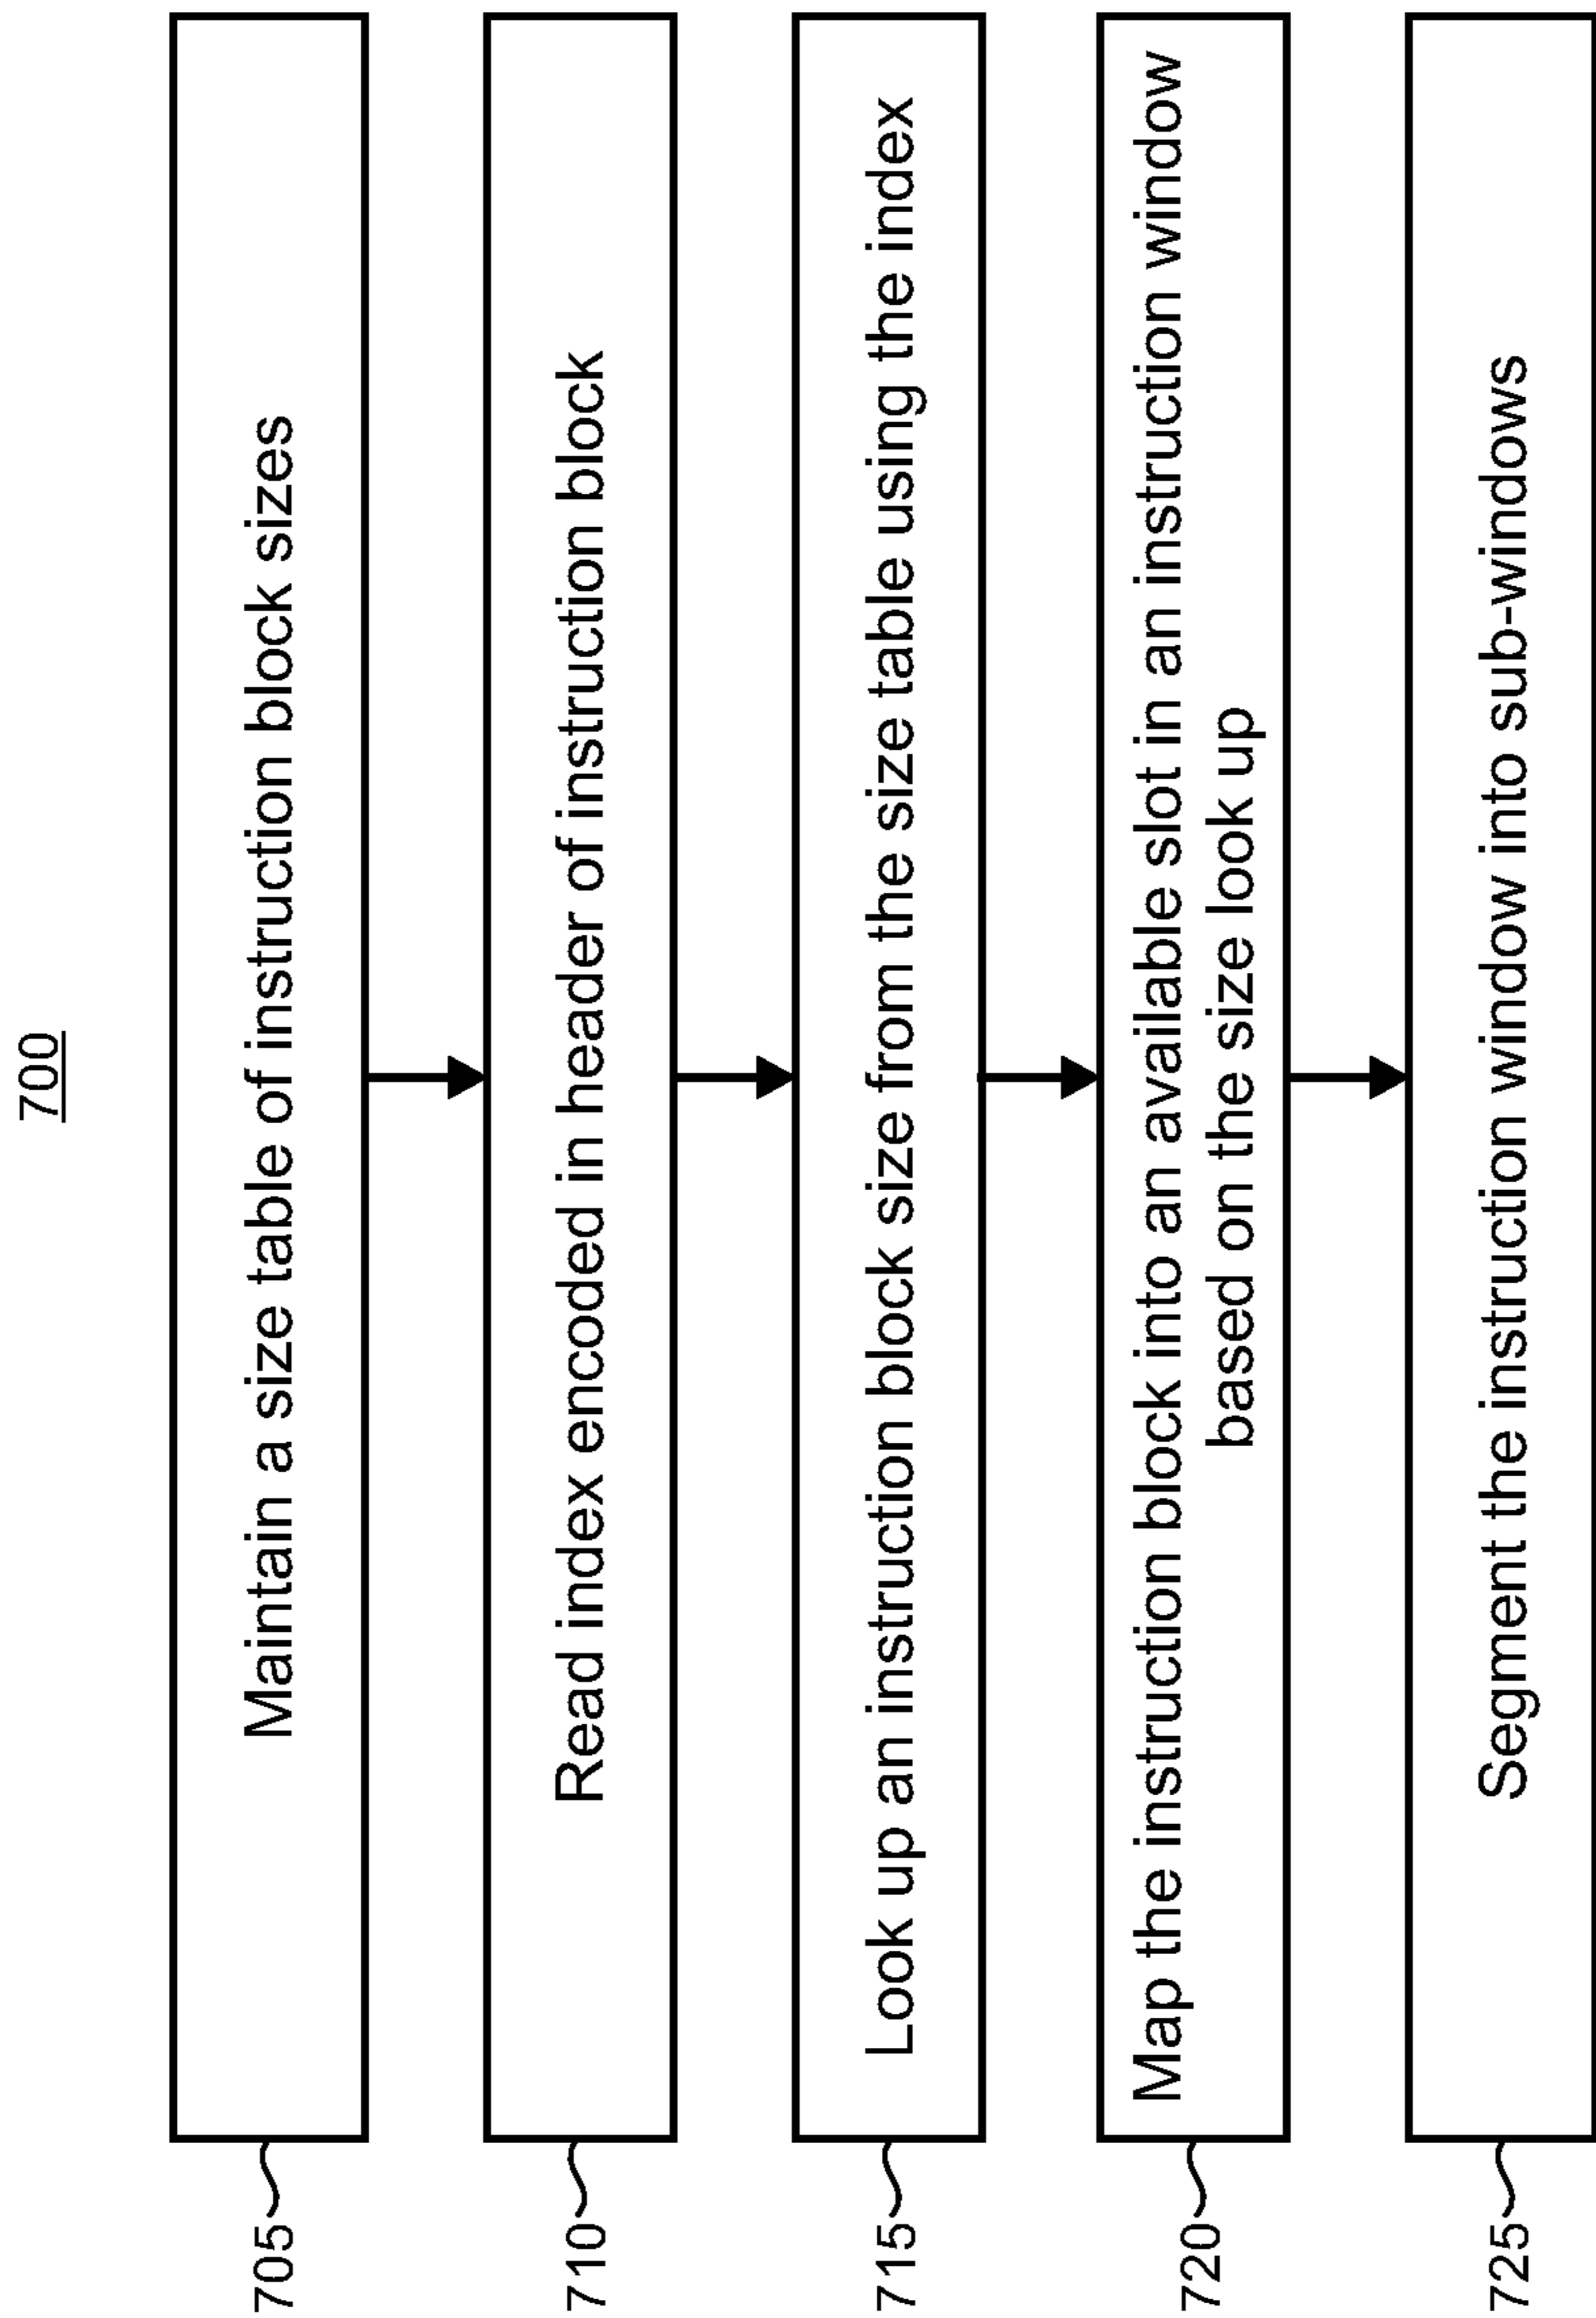 700
705
Maintain a size table of instruction block sizes
710
Read index encoded in header of instruction block
715
Look up an instruction block size from the size table using the index
720
Map the instruction block into an available slot in an instruction window
based on the size look up
725
Segment the instruction window into sub-windows